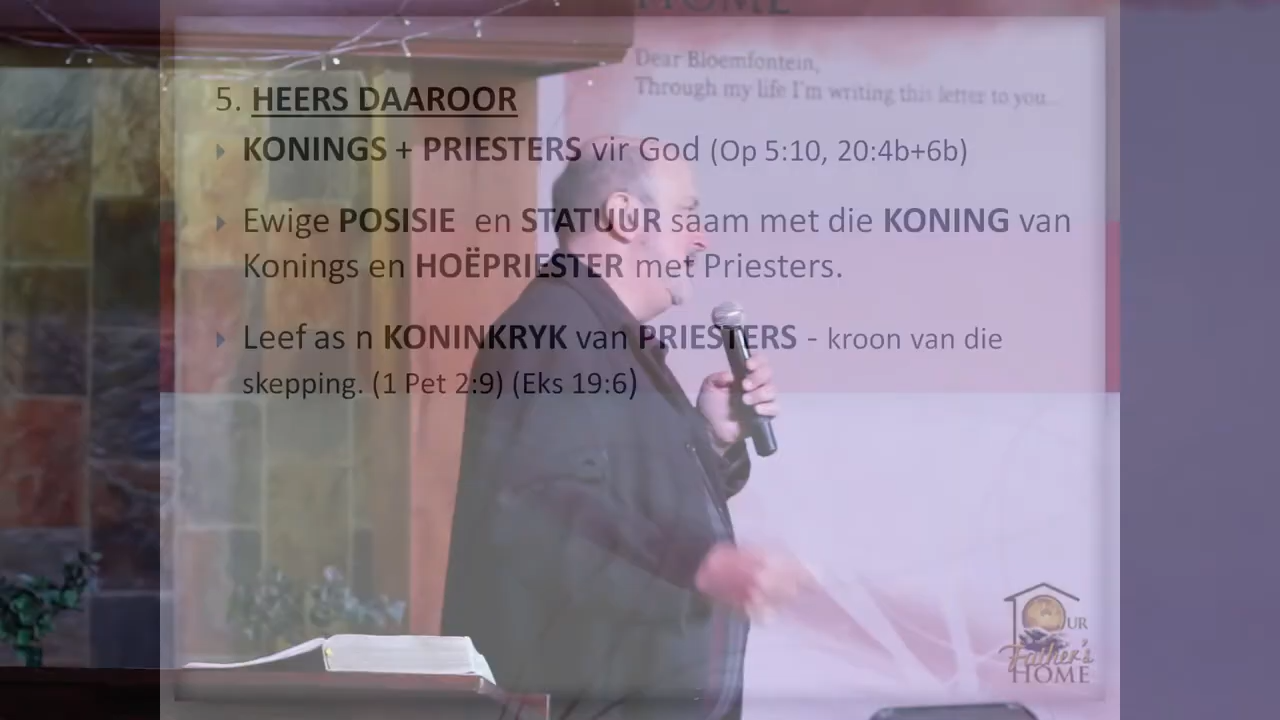 HOME
Dear Bloemfontein,
Through my life I'm writing this letter to you...
5. HEERS DAAROOR
KONINGS + PRIESTERS vir God (Op 5:10, 20:4b+6b)
Ewige POSISIE en STATUUR saam met die KONING van
Konings en HOËPRIESTER met Priesters.
Leef as n KONINKRYK van PRIESTERS - kroon van die
skepping. (1 Pet 2:9) (Eks 19:6)
OUR
Father's
HOME